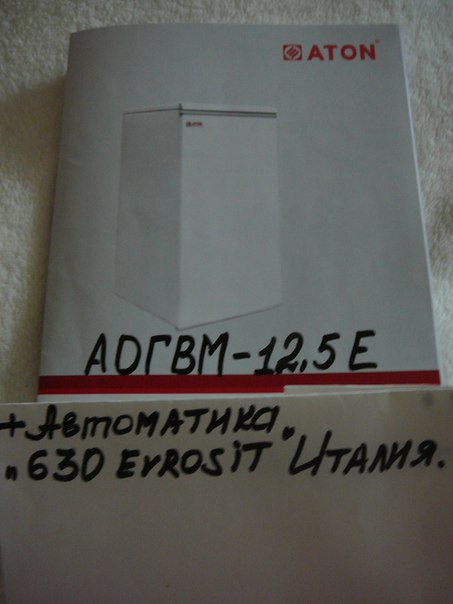 ATON
ATON
АОГВМ-12,5 Е
+Автоматика
„630 EVROSiT" Италия.